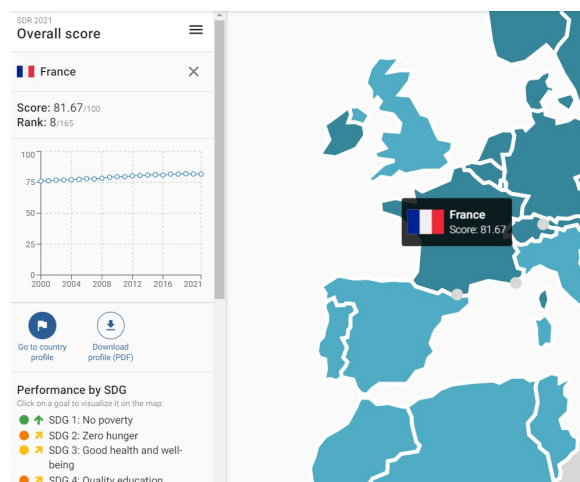 SDR 2021
Overall score
France
Score: 81.67/100
Rank: 8/165
100
75
50
25
0
2000 2004 2008 2012 2016 2021
Go to country
profile
Download
profile (PDF)
Performance by SDG
Click on a goal to visualize it on the map.
SDG 1: No poverty
SDG 2: Zero hunger
SDG 3: Good health and well-
being
SDG 4: Quality education
France
Score: 81.67